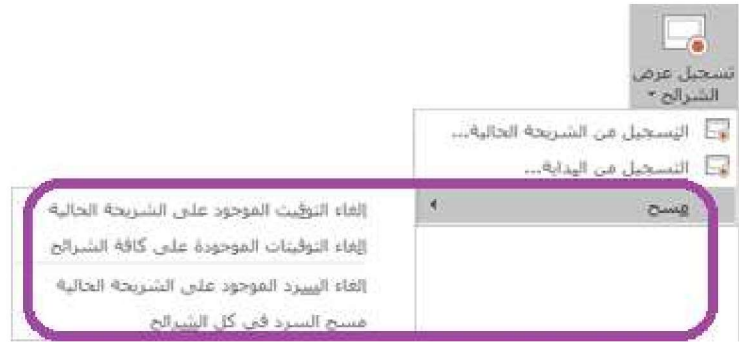 تسجيل عرض
الشرائح
التسجيل من الشريحة الحالية...
التسجيل من البداية...
مسح
إلغاء التوقيت الموجود على الشريحة الحالية
إلغاء التوقيتات الموجودة على كافة الشرائح
إلغاء السرد الموجود على الشريحة الحالية
مسح السرد في كل الشرائح